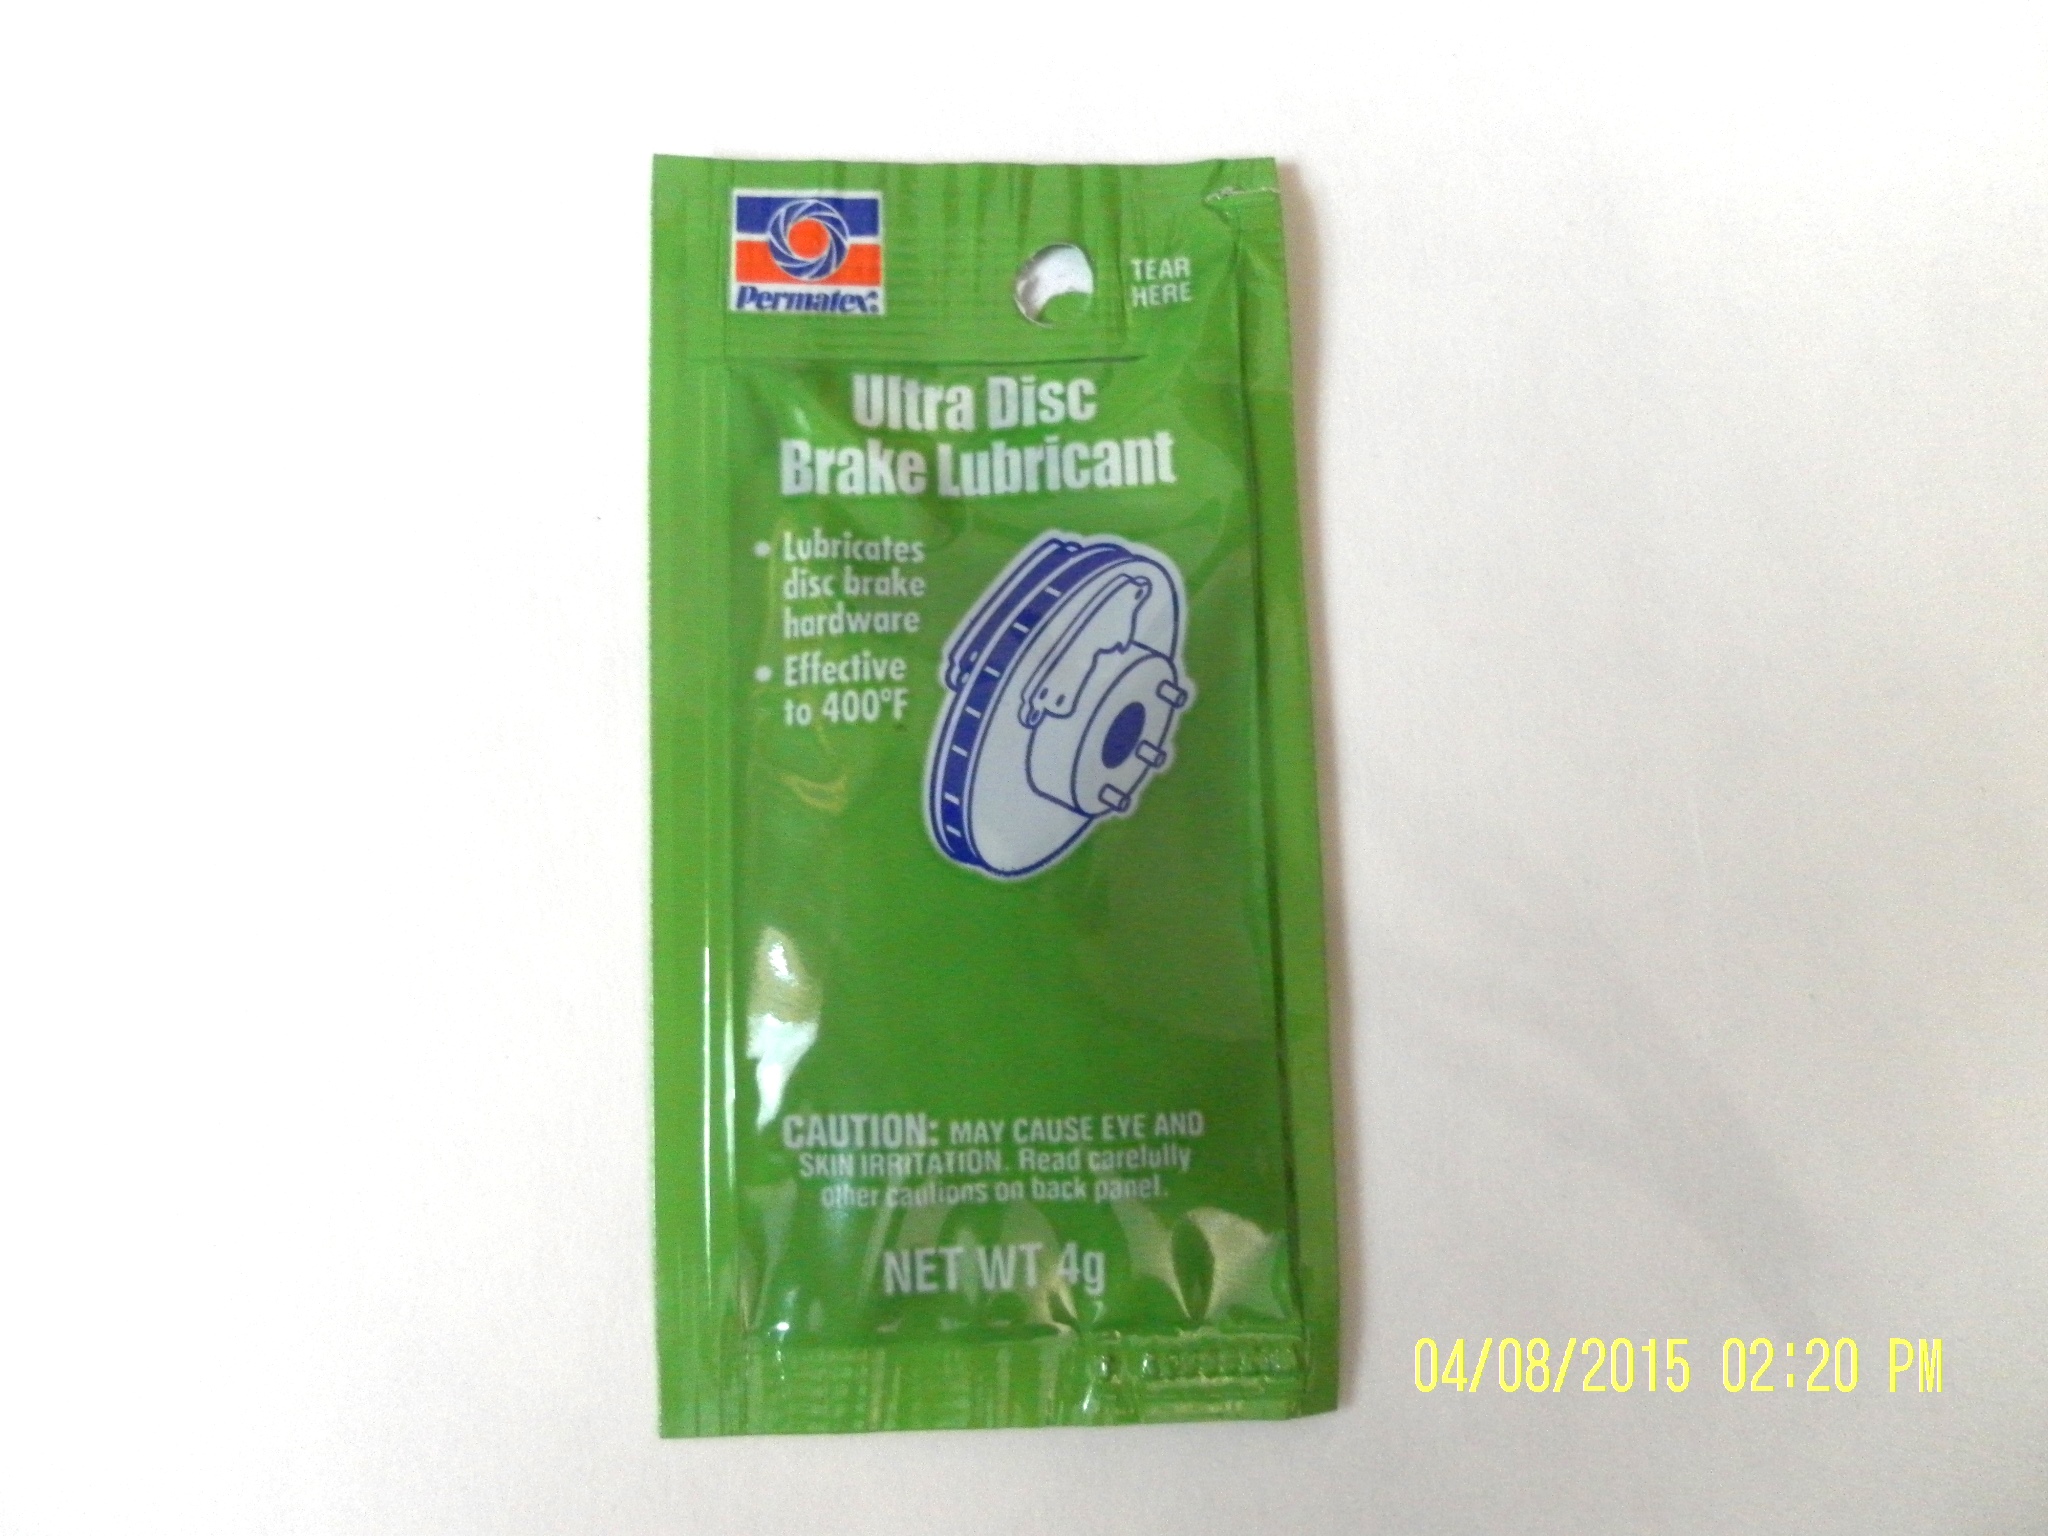 Permatex®
TEAR
HERE
Ultra Disc
Brake Lubricant
• Lubricates
disc brake
hardware
• Effective
to 400°F
CAUTION: MAY CAUSE EYE AND
SKIN IRRITATION. Read carefully
other cautions on back panel.
NET WT 4g
04/08/2015 02:20 PM